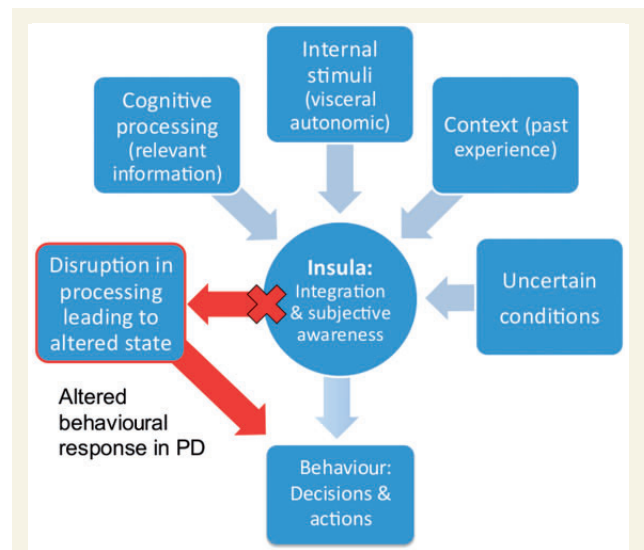 Internal
stimuli
(visceral
autonomic)
Cognitive
processing
(relevant
information)
Context (past
experience)
Disruption in
processing
leading to
altered state
Insula:
Integration
& subjective
awareness
Uncertain
conditions
Altered
behavioural
response in PD
Behaviour:
Decisions &
actions